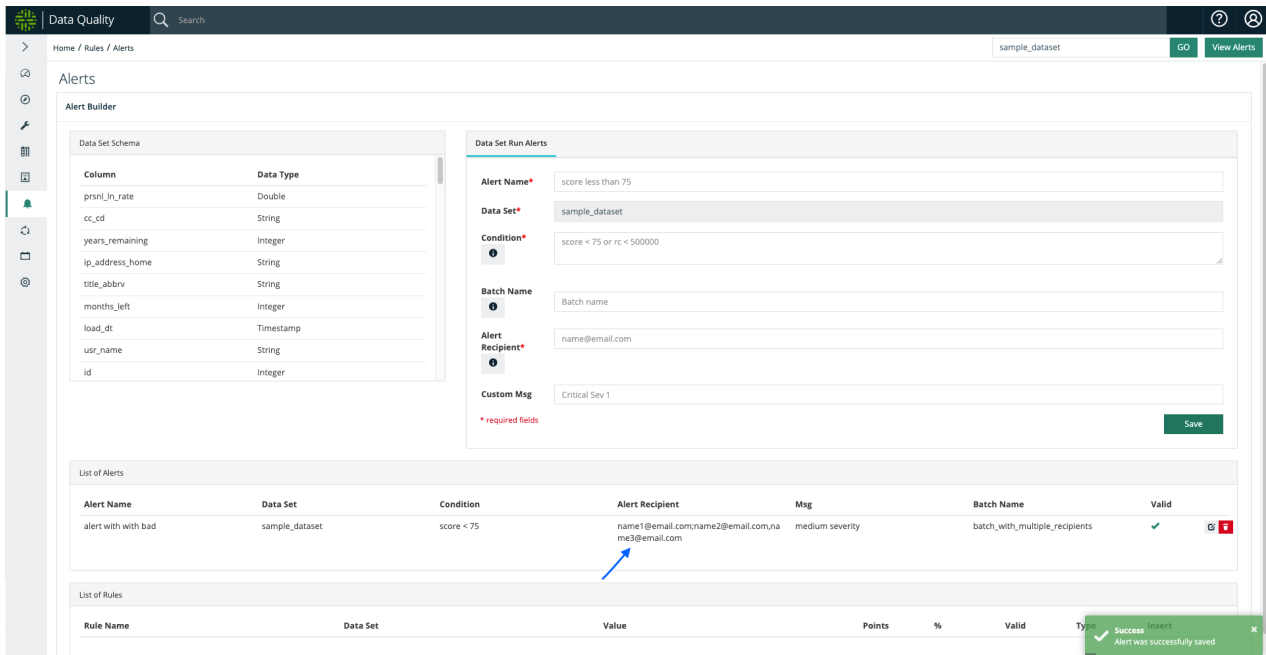 Data Quality
Search
Home / Rules / Alerts
sample_dataset
GO
View Alerts
Alerts
Alert Builder
Data Set Schema
Column Data Type
prsnl_ln_rate Double
cc_cd String
years_remaining Integer
ip_address_home String
title_abbrv String
months_left Integer
load_dt Timestamp
usr_name String
id Integer
Data Set Run Alerts
Alert Name* score less than 75
Data Set* sample_dataset
Condition* score < 75 or rc < 500000
Batch Name Batch name
Alert
Recipient* name@email.com
Custom Msg Critical Sev 1
* required fields
Save
List of Alerts
Alert Name Data Set Condition Alert Recipient Msg Batch Name Valid
alert with with bad sample_dataset score < 75 name1@email.com;name2@email.com,na medium severity batch_with_multiple_recipients
me3@email.com
List of Rules
Rule Name Data Set Value Points % Valid Type Insert
Success
Alert was successfully saved